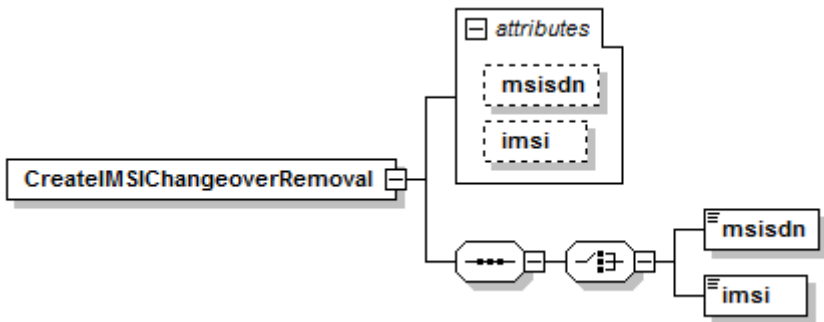 attributes
msisdn
imsi
CreateIMSIChangeoverRemoval
msisdn
imsi